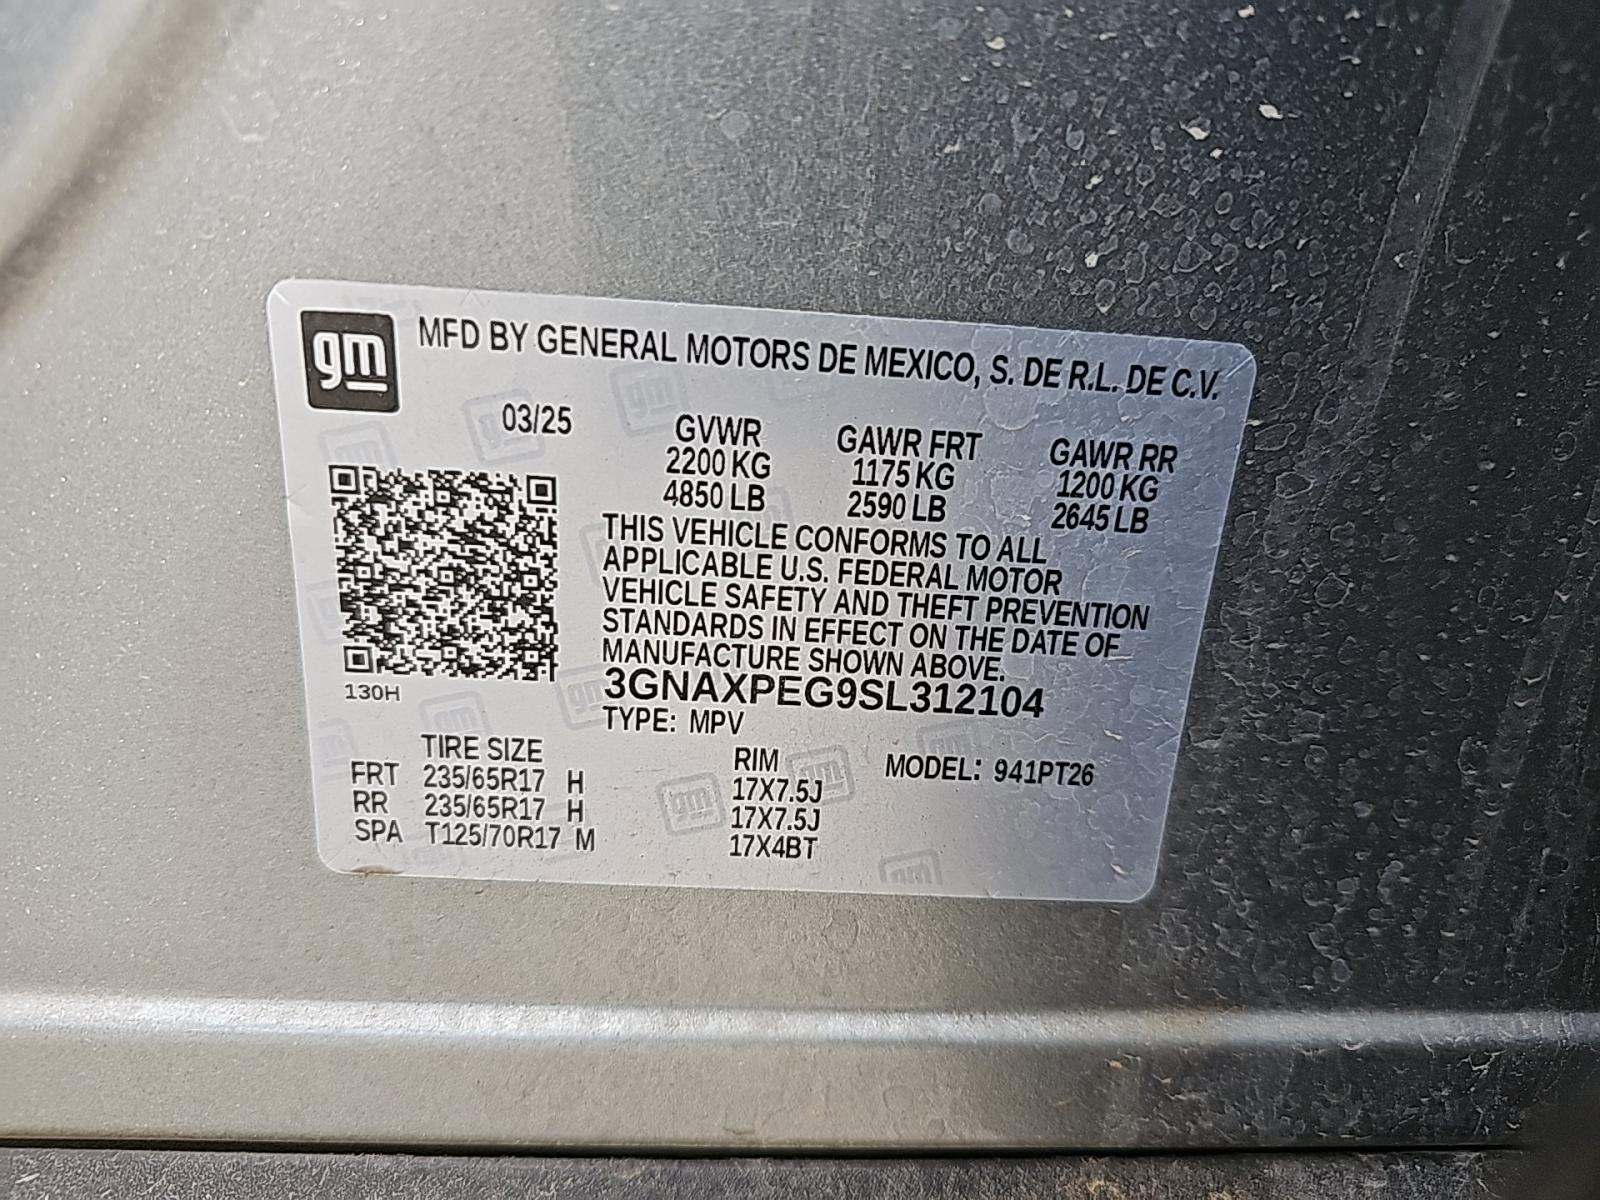 gm MFD BY GENERAL MOTORS DE MEXICO, S. DE R.L. DE C.V.
03/25
GVWR GAWR FRT GAWR RR
2200 KG 1175 KG 1200 KG
4850 LB 2590 LB 2645 LB
THIS VEHICLE CONFORMS TO ALL
APPLICABLE U.S. FEDERAL MOTOR
VEHICLE SAFETY AND THEFT PREVENTION
STANDARDS IN EFFECT ON THE DATE OF
MANUFACTURE SHOWN ABOVE.
130H
3GNAXPEG9SL312104
TYPE: MPV
TIRE SIZE RIM MODEL: 941PT26
FRT 235/65R17 H 17X7.5J
RR 235/65R17 H 17X7.5J
SPA T125/70R17 M 17X4BT